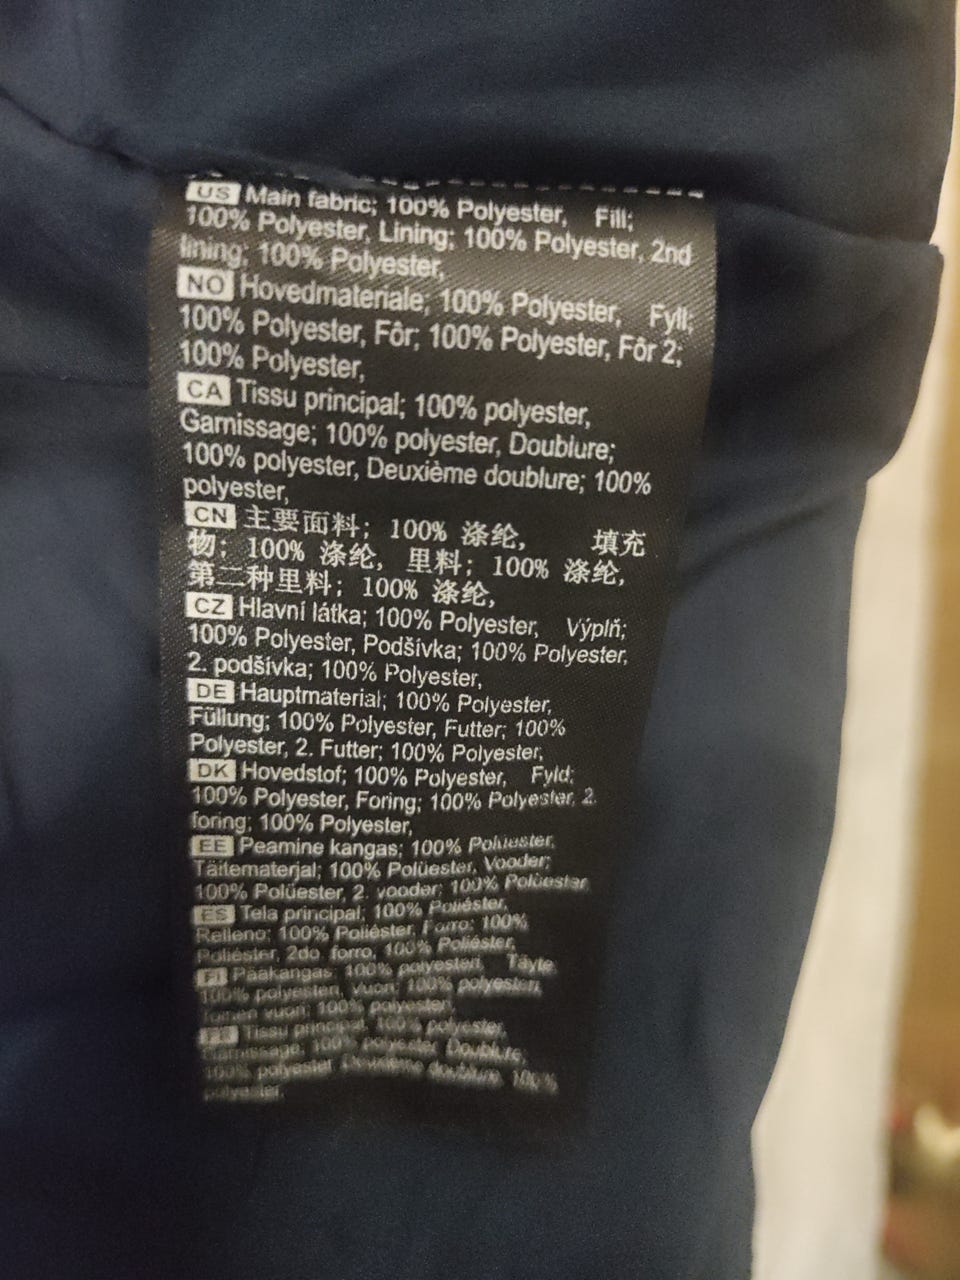 US Main fabric; 100% Polyester, Fill;
100% Polyester, Lining; 100% Polyester, 2nd
lining; 100% Polyester,
NO Hovedmateriale; 100% Polyester, Fyll;
100% Polyester, Fôr; 100% Polyester, Fôr 2;
100% Polyester,
CA Tissu principal; 100% polyester,
Garnissage; 100% polyester, Doublure;
100% polyester, Deuxième doublure; 100%
polyester,
CN 主要面料; 100% 涤纶, 填充
物; 100% 涤纶, 里料; 100% 涤纶,
第二种里料; 100% 涤纶,
CZ Hlavní látka; 100% Polyester, Výplň;
100% Polyester, Podšívka; 100% Polyester,
2. podšívka; 100% Polyester,
DE Hauptmaterial; 100% Polyester,
Füllung; 100% Polyester, Futter; 100%
Polyester, 2. Futter; 100% Polyester,
DK Hovedstof; 100% Polyester, Fyld;
100% Polyester, Foring; 100% Polyester, 2.
foring; 100% Polyester,
EE Peamine kangas; 100% Polüester,
Täitematerjal; 100% Polüester, Vooder;
100% Polüester, 2. vooder; 100% Polüester,
ES Tela principal; 100% Poliéster,
Relleno; 100% Poliéster, Forro; 100%
Poliéster, 2do forro, 100% Poliéster,
FI Pääkangas; 100% polyesteri, Täyte;
100% polyesteri, Vuori; 100% polyesteri,
vuori; 100% polyesteri,
FR Tissu principal; 100% polyester,
Garnissage; 100% polyester, Doublure;
100% polyester, Deuxième doublure; 100%
polyester,